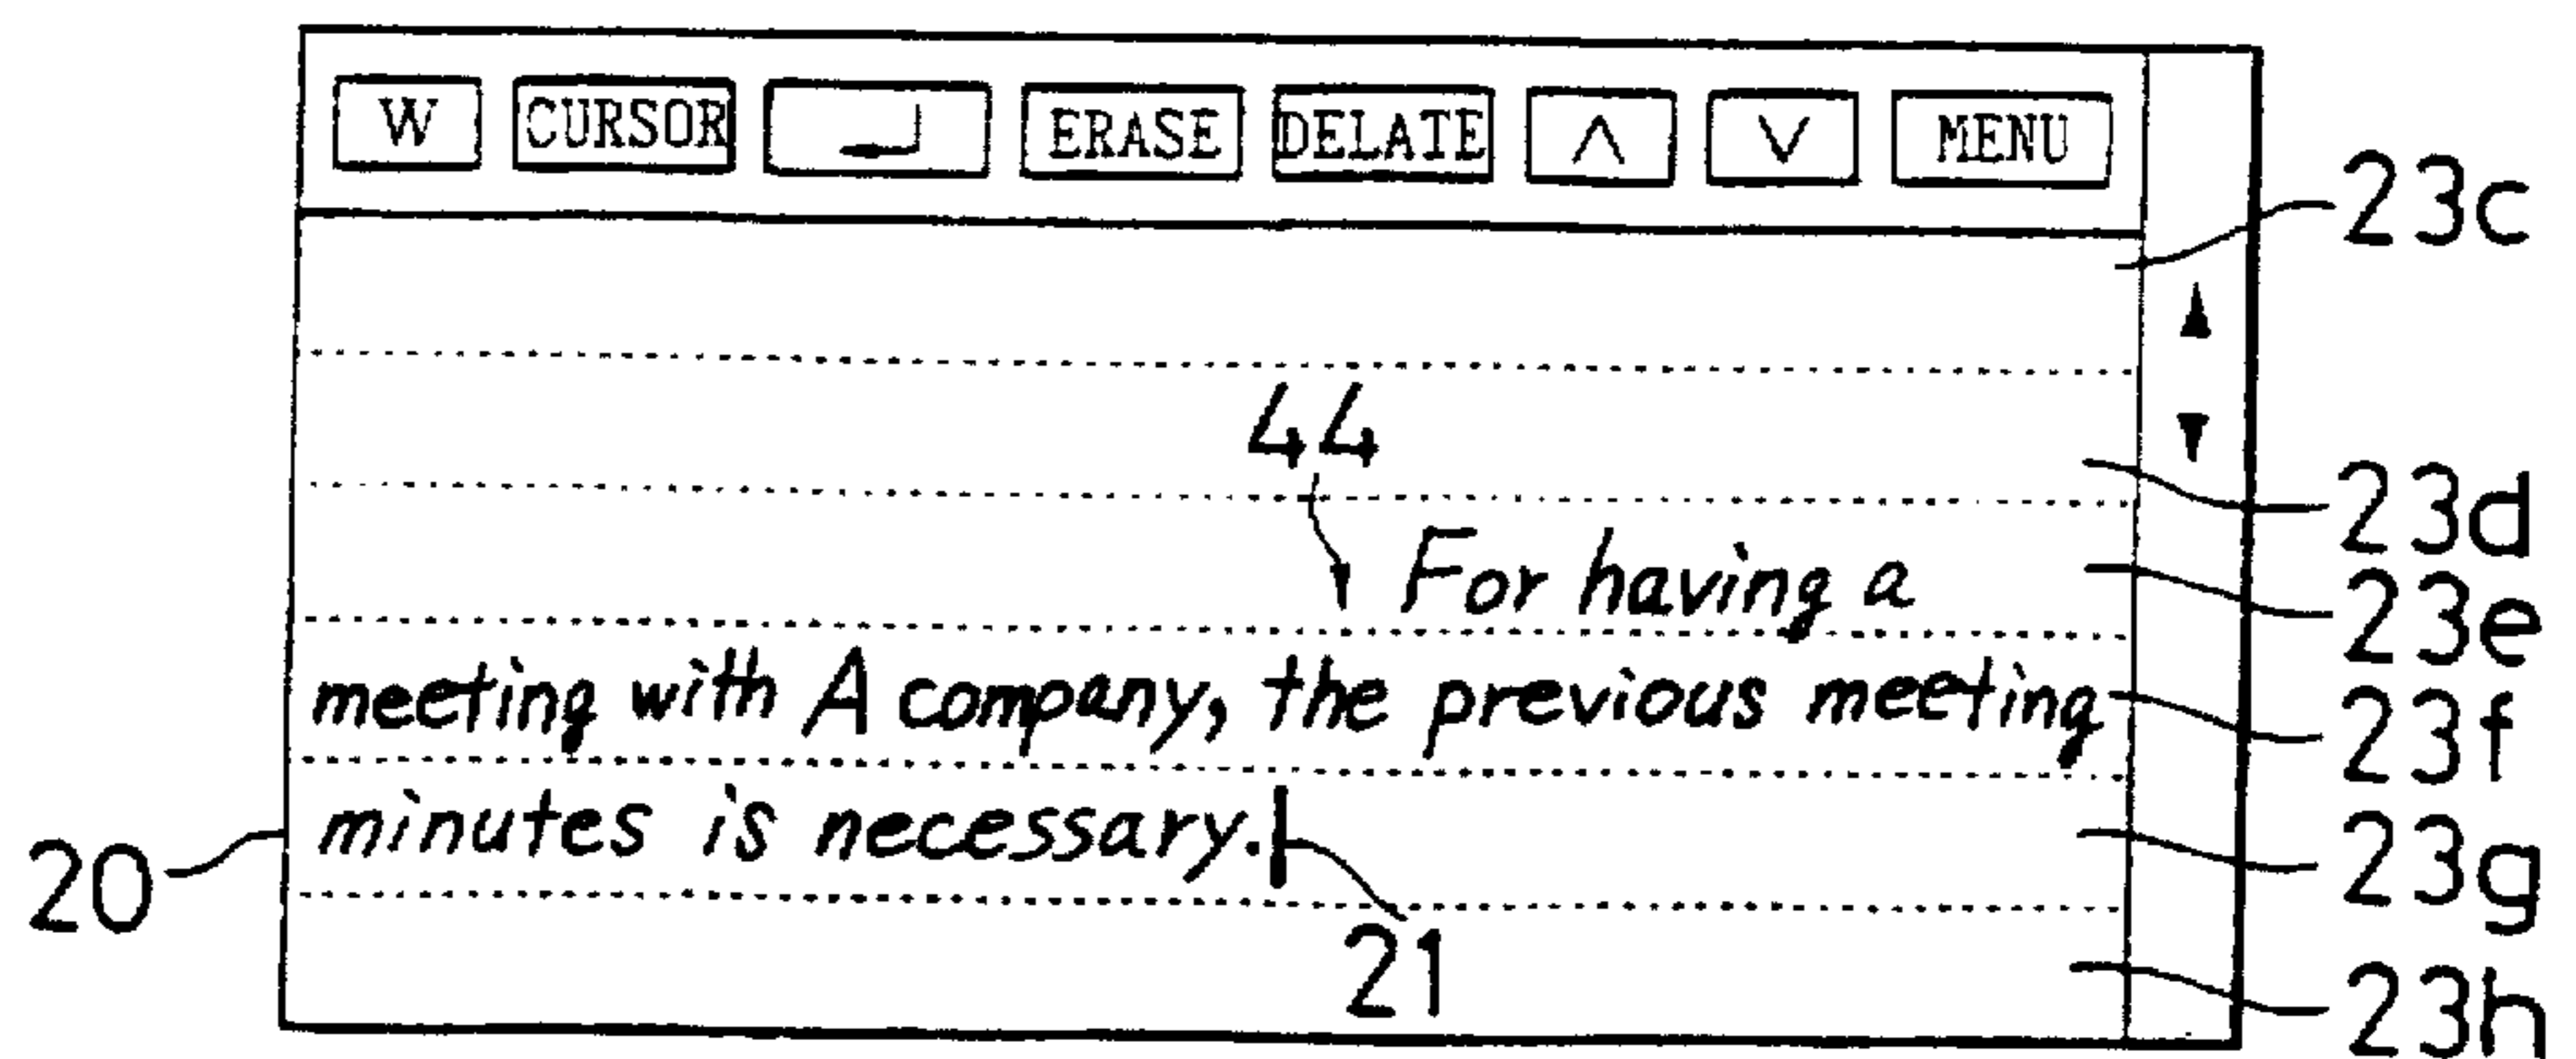 W CURSOR ERASE DELATE Λ V MENU
23c
44
23d
For having a
23e
meeting with A company, the previous meeting
23f
minutes is necessary.
23g
20
21
23h